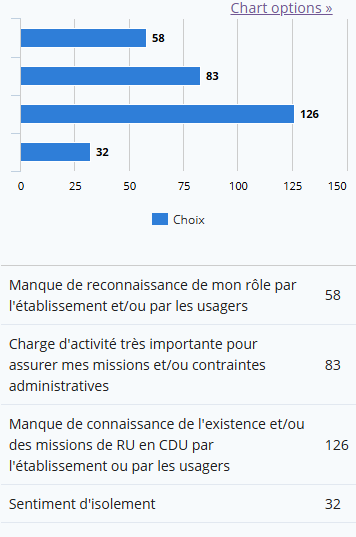 Chart options »
58
83
126
32
0 25 50 75 100 125 150
Choix
Manque de reconnaissance de mon rôle par
l'établissement et/ou par les usagers
58
Charge d'activité très importante pour
assurer mes missions et/ou contraintes
administratives
83
Manque de connaissance de l'existence et/ou
des missions de RU en CDU par
l'établissement ou par les usagers
126
Sentiment d'isolement
32